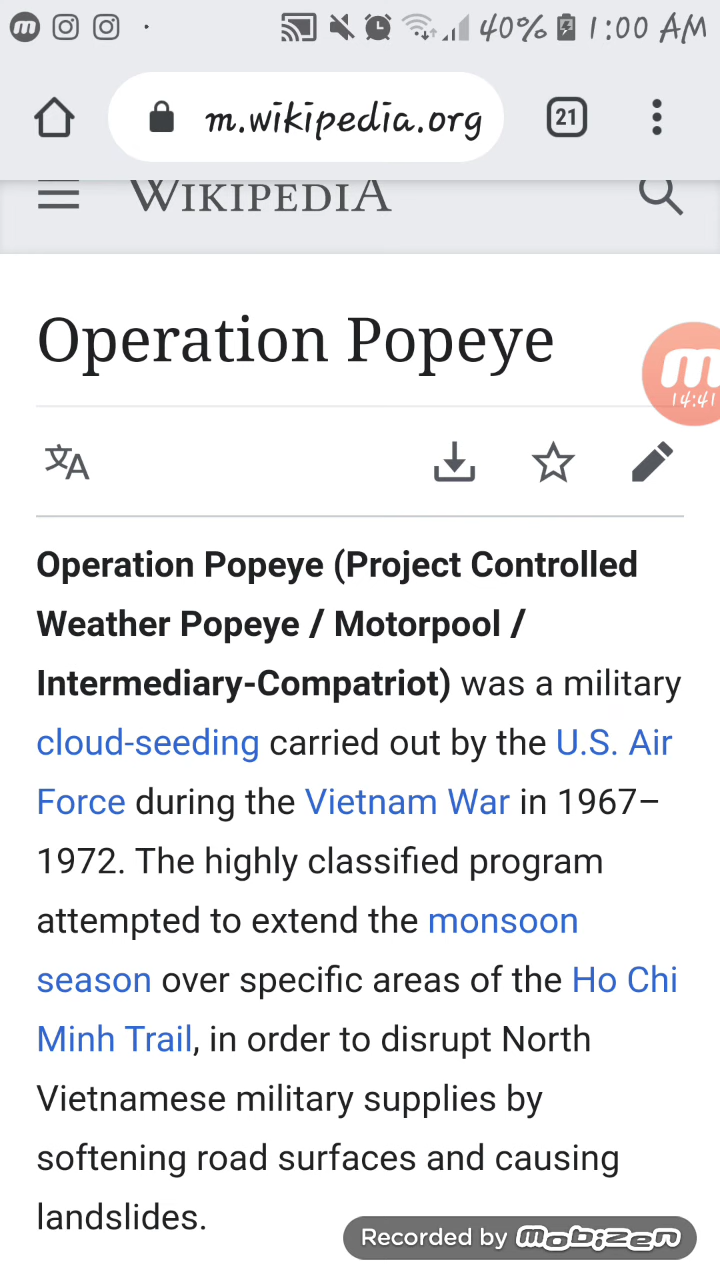 m 40% 1:00 AM
m.wikipedia.org 21
WIKIPEDIA
Operation Popeye
m
14:41
文A
Operation Popeye (Project Controlled
Weather Popeye / Motorpool /
Intermediary-Compatriot) was a military
cloud-seeding carried out by the U.S. Air
Force during the Vietnam War in 1967–
1972. The highly classified program
attempted to extend the monsoon
season over specific areas of the Ho Chi
Minh Trail, in order to disrupt North
Vietnamese military supplies by
softening road surfaces and causing
landslides.
Recorded by mobizen